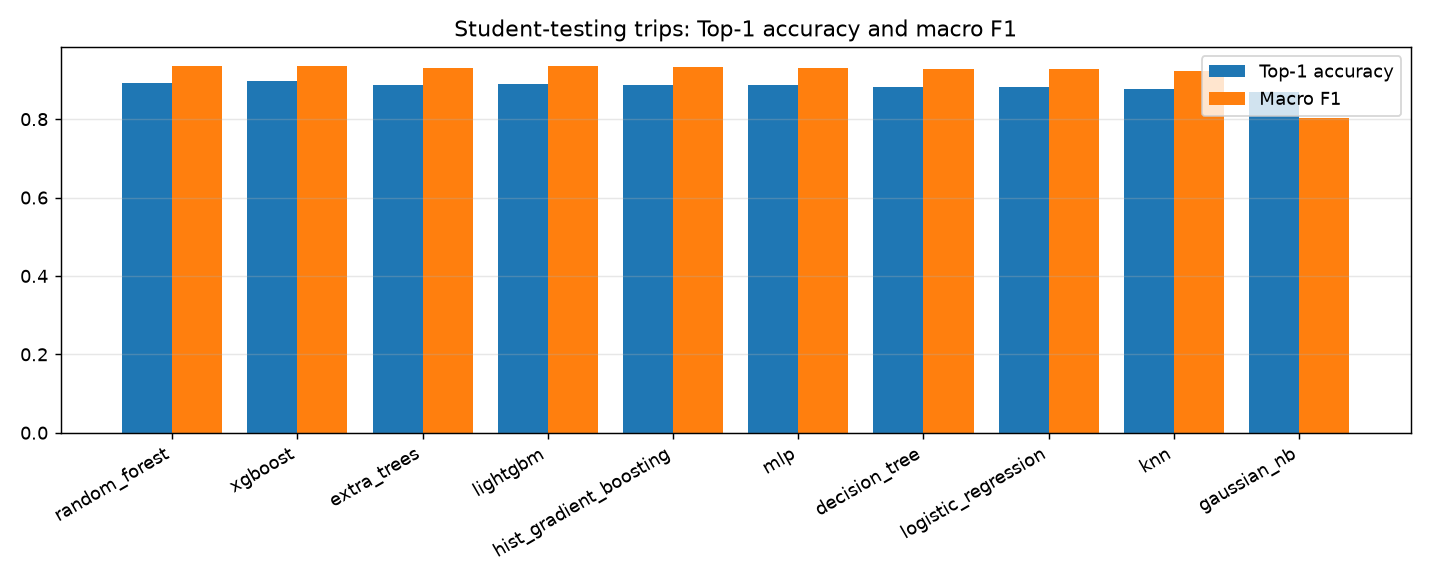 Student-testing trips: Top-1 accuracy and macro F1
Top-1 accuracy
Macro F1
0.8
0.6
0.4
0.2
0.0
random_forest
xgboost
extra_trees
lightgbm
hist_gradient_boosting
mlp
decision_tree
logistic_regression
knn
gaussian_nb